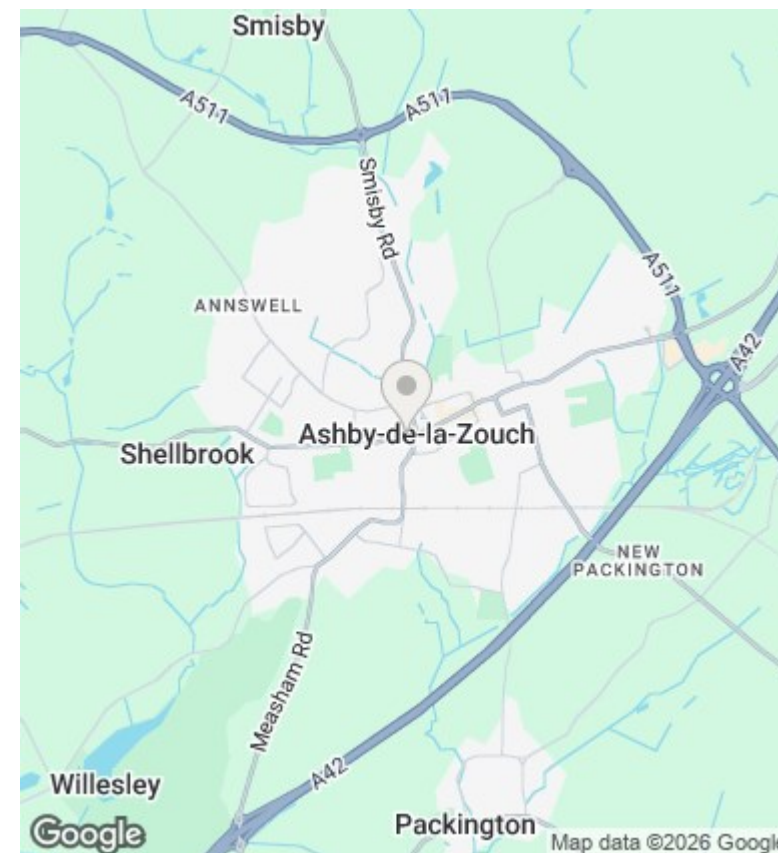 Smisby
A511
A511
Smisby Rd
A511
ANNSWELL
A42
Ashby-de-la-Zouch
Shellbrook
NEW
PACKINGTON
Measham Rd
A42
Willesley
Packington
Google
Map data ©2026 Google